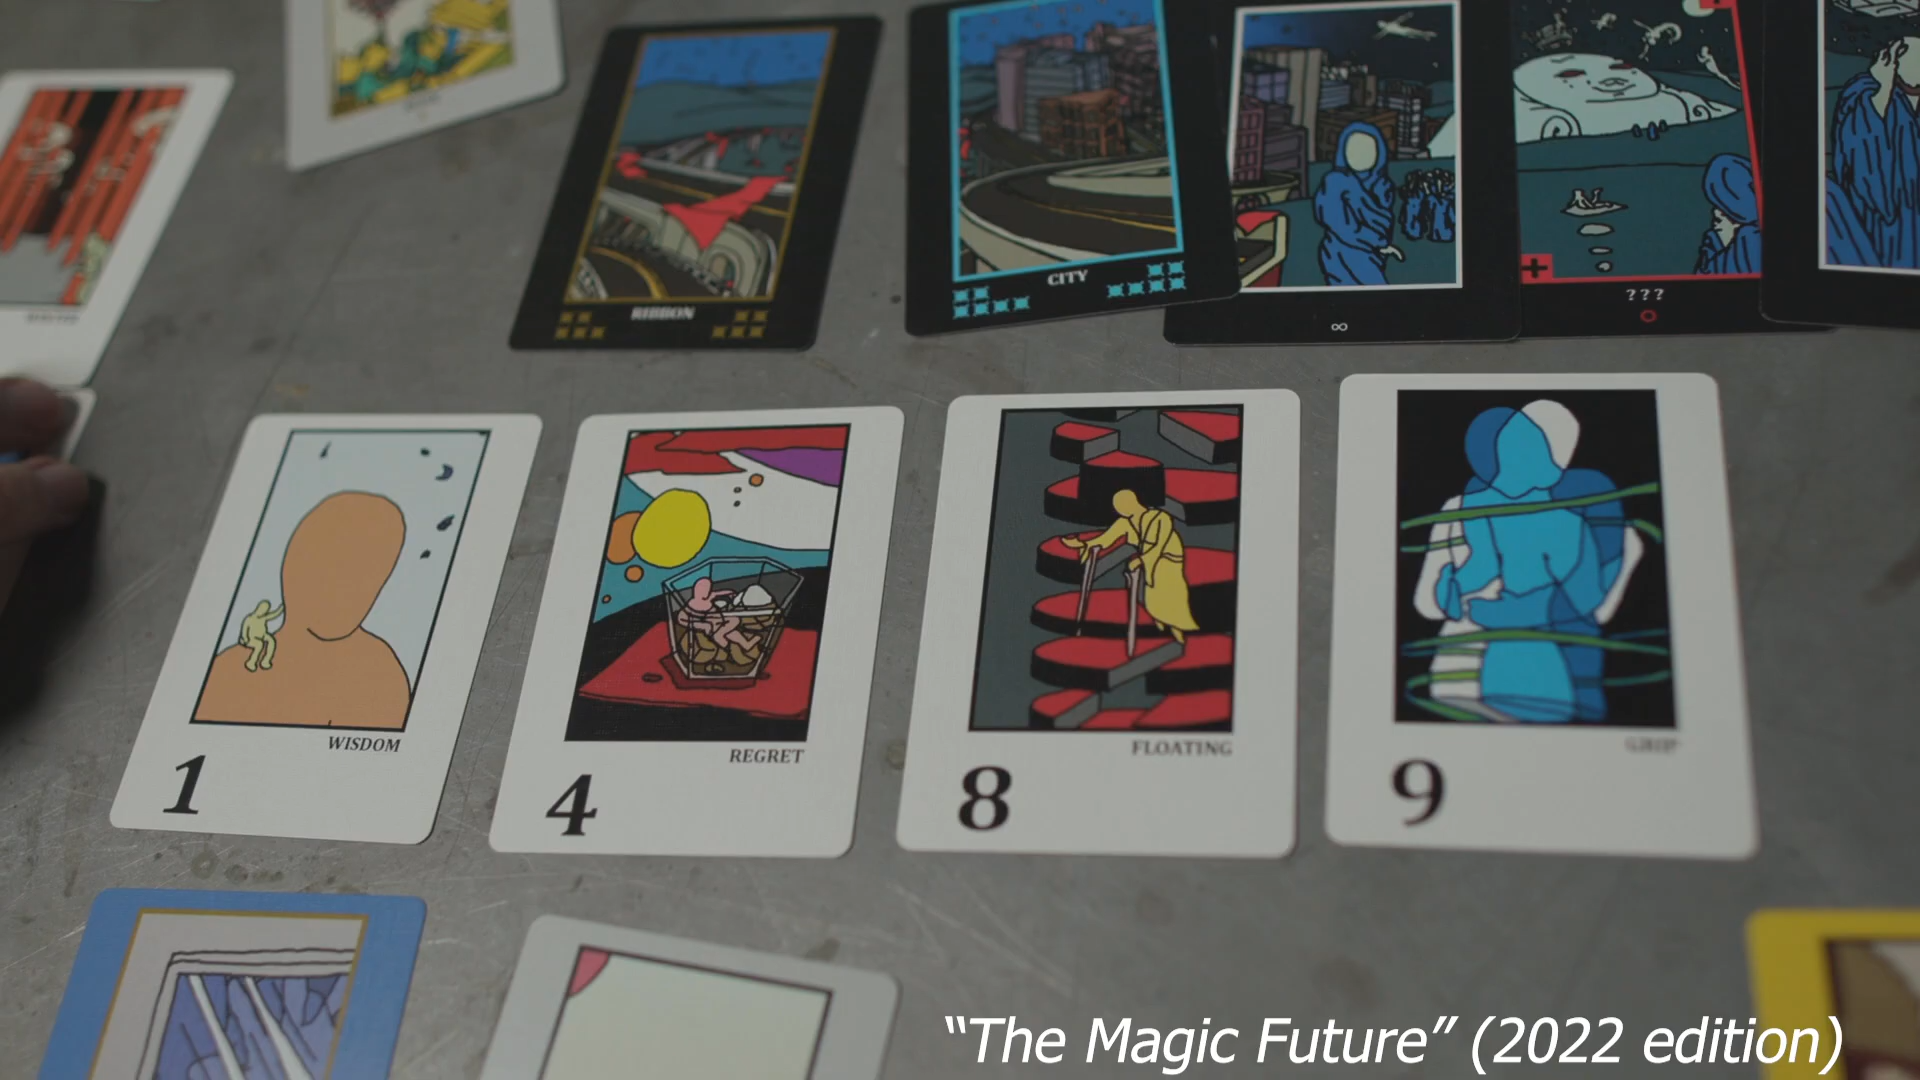 RIBBON
CITY
∞
???
WISDOM
1
REGRET
4
FLOATING
8
GRIP
9
“The Magic Future” (2022 edition)